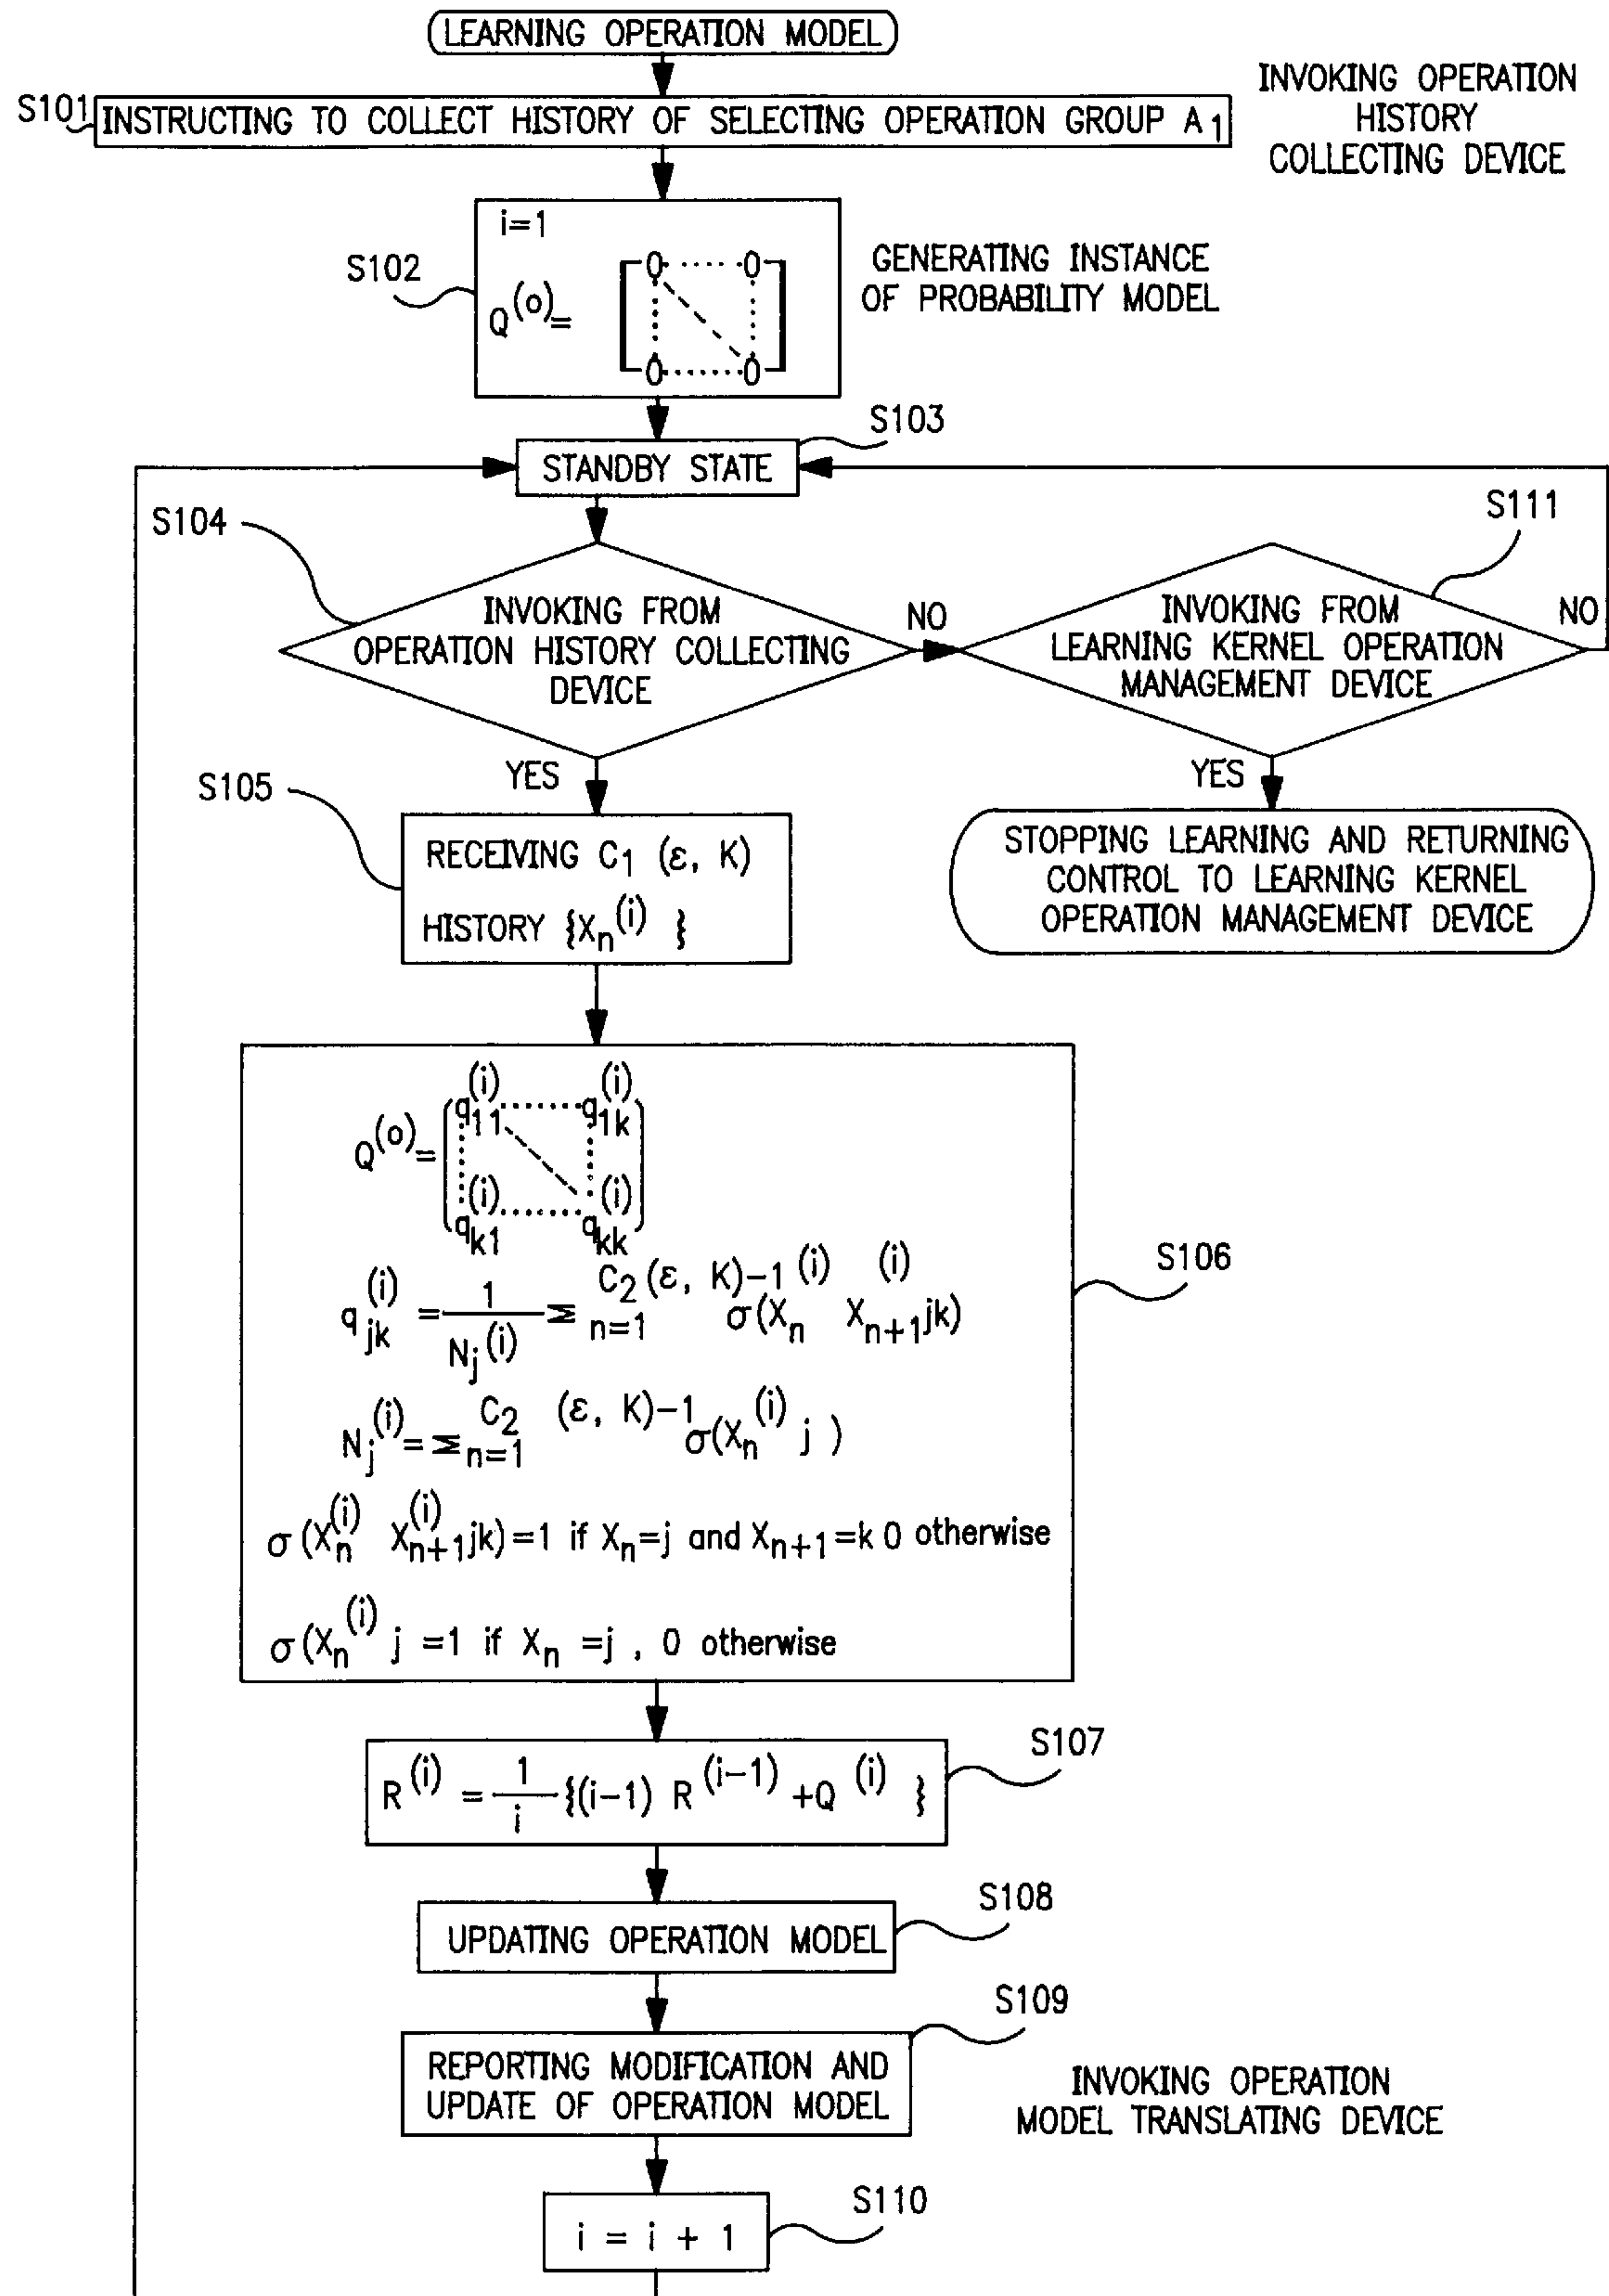 LEARNING OPERATION MODEL
S101
INSTRUCTING TO COLLECT HISTORY OF SELECTING OPERATION GROUP A1
INVOKING OPERATION
HISTORY
COLLECTING DEVICE
S102
i=1
Q(o)=
0 ······ 0
0 ······ 0
GENERATING INSTANCE
OF PROBABILITY MODEL
S103
STANDBY STATE
S104
INVOKING FROM
OPERATION HISTORY COLLECTING
DEVICE
NO
YES
S111
INVOKING FROM
LEARNING KERNEL OPERATION
MANAGEMENT DEVICE
NO
YES
STOPPING LEARNING AND RETURNING
CONTROL TO LEARNING KERNEL
OPERATION MANAGEMENT DEVICE
S105
RECEIVING C1 (ε, K)
HISTORY {Xn(i) }
S106
Q(o)=
q11(i) ······ q1k(i)
qk1(i) ······ qkk(i)
qjk(i) = 1/Nj(i) Σn=1 C2(ε, K)-1 σ(Xn(i) Xn+1(i)jk)
Nj(i) = Σn=1 C2 (ε, K)-1 σ(Xn(i) j )
σ(Xn(i) Xn+1(i)jk)=1 if Xn=j and Xn+1=k 0 otherwise
σ(Xn(i) j =1 if Xn =j , 0 otherwise
S107
R(i) = 1/i {(i-1) R(i-1) +Q(i) }
S108
UPDATING OPERATION MODEL
S109
REPORTING MODIFICATION AND
UPDATE OF OPERATION MODEL
INVOKING OPERATION
MODEL TRANSLATING DEVICE
S110
i = i + 1